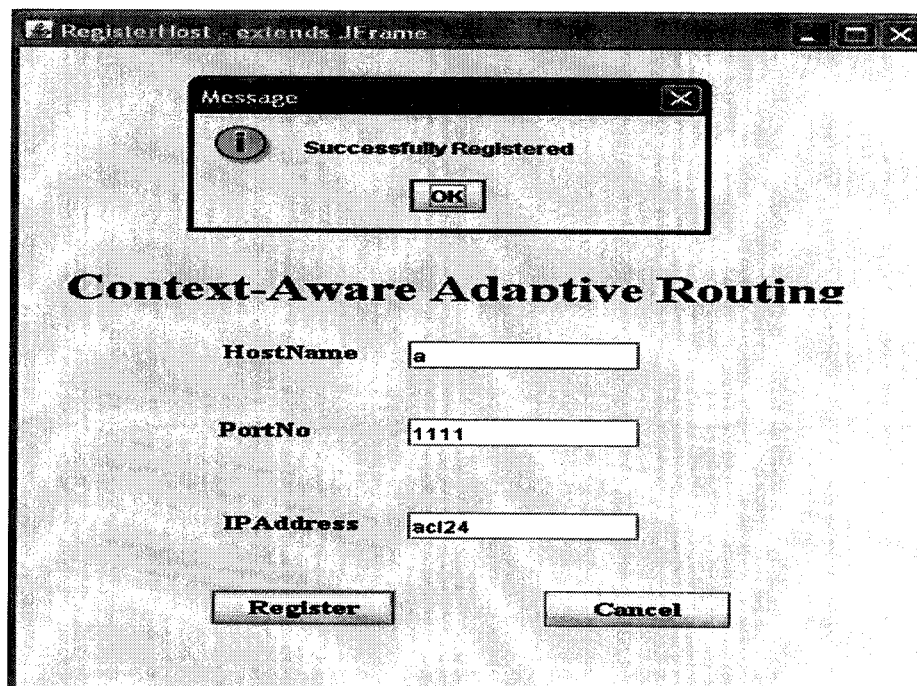 RegisterHost - extends JFrame
Message
Successfully Registered
OK
Context-Aware Adaptive Routing
HostName a
PortNo 1111
IPAddress acl24
Register Cancel